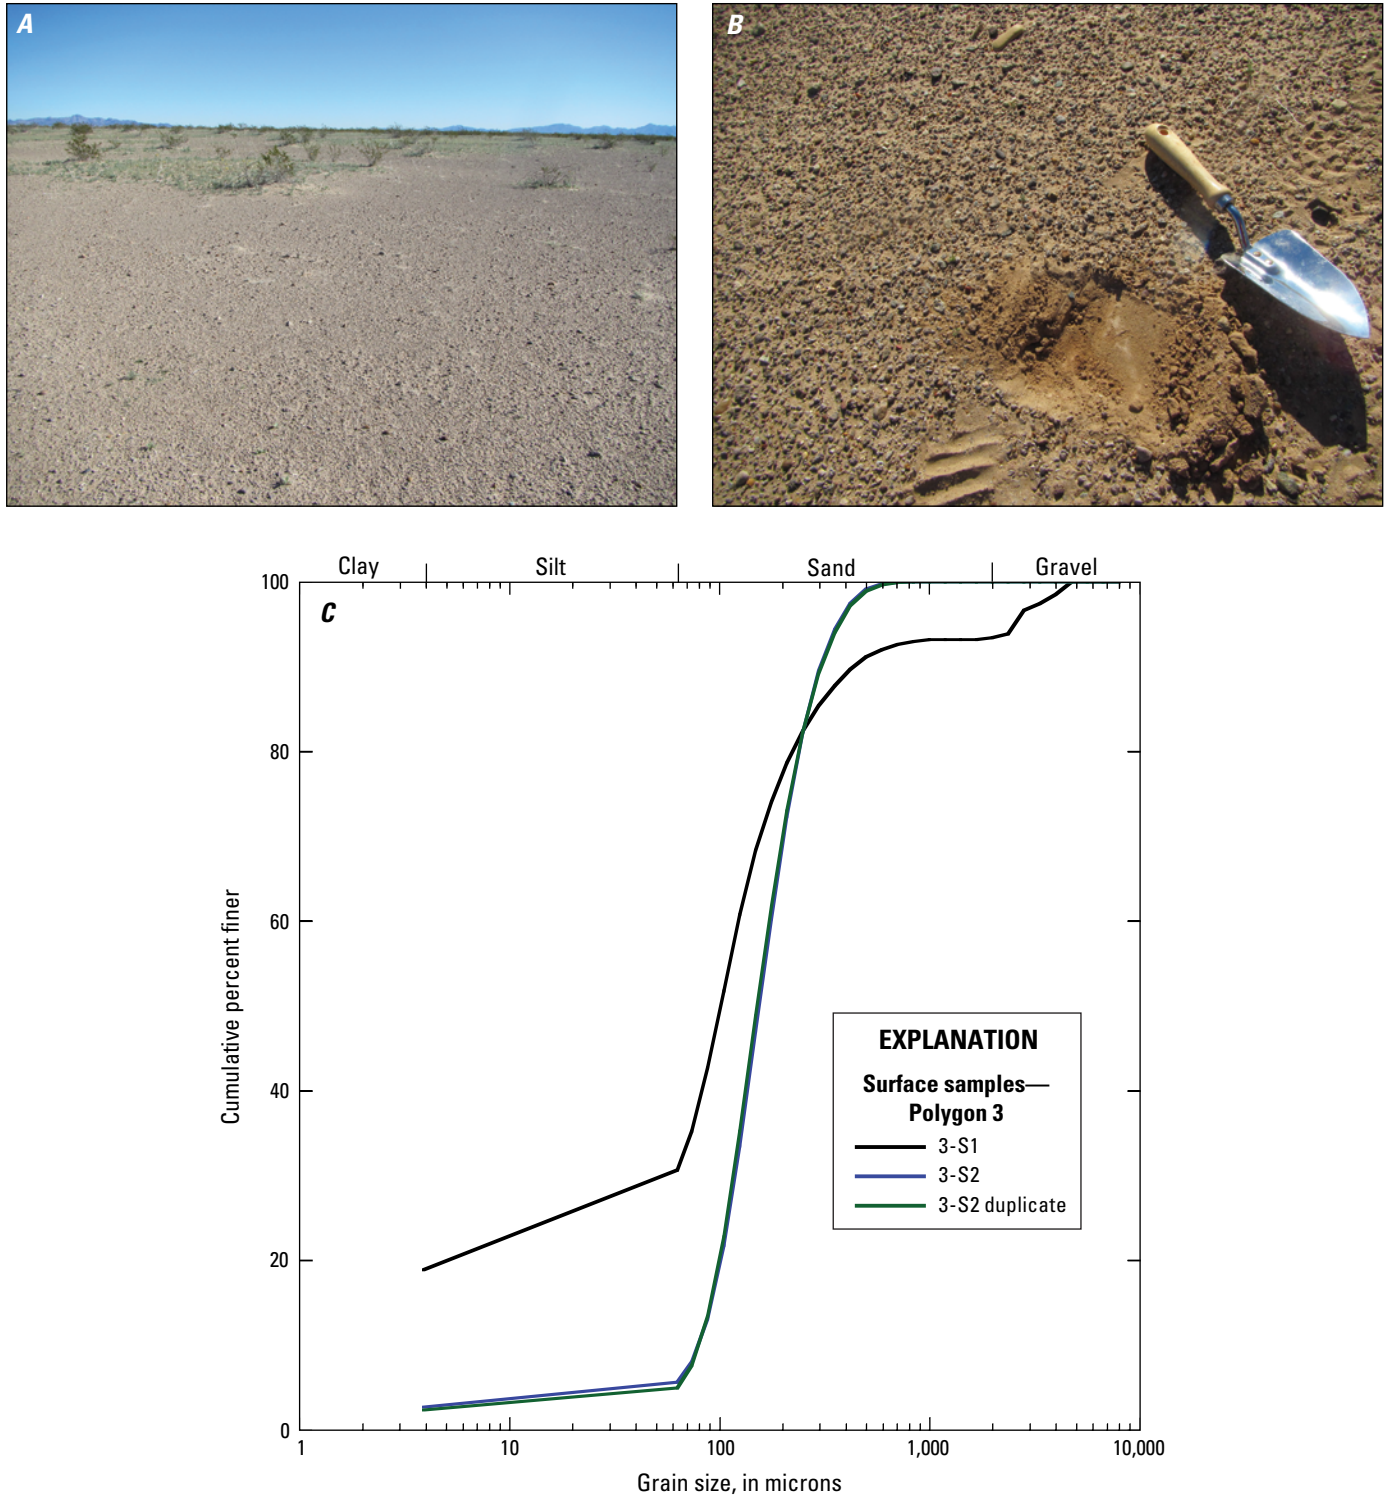 A
B
Clay Silt Sand Gravel
C
100
80
60
40
20
0
Cumulative percent finer
EXPLANATION
Surface samples—
Polygon 3
3-S1
3-S2
3-S2 duplicate
1 10 100 1,000 10,000
Grain size, in microns